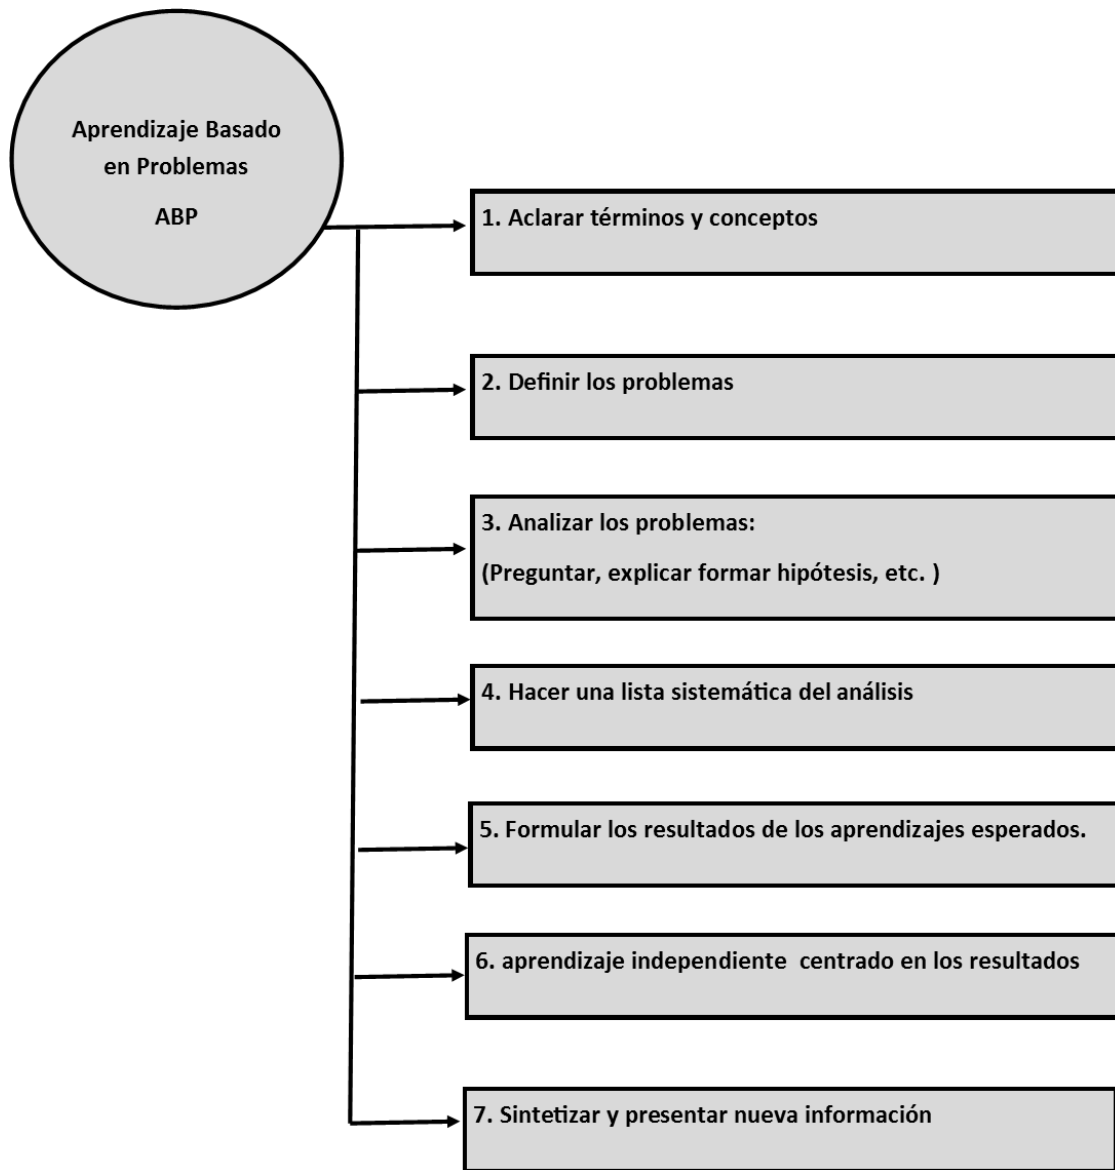 Aprendizaje Basado
en Problemas
ABP
1. Aclarar términos y conceptos
2. Definir los problemas
3. Analizar los problemas:
(Preguntar, explicar formar hipótesis, etc. )
4. Hacer una lista sistemática del análisis
5. Formular los resultados de los aprendizajes esperados.
6. aprendizaje independiente  centrado en los resultados
7. Sintetizar y presentar nueva información